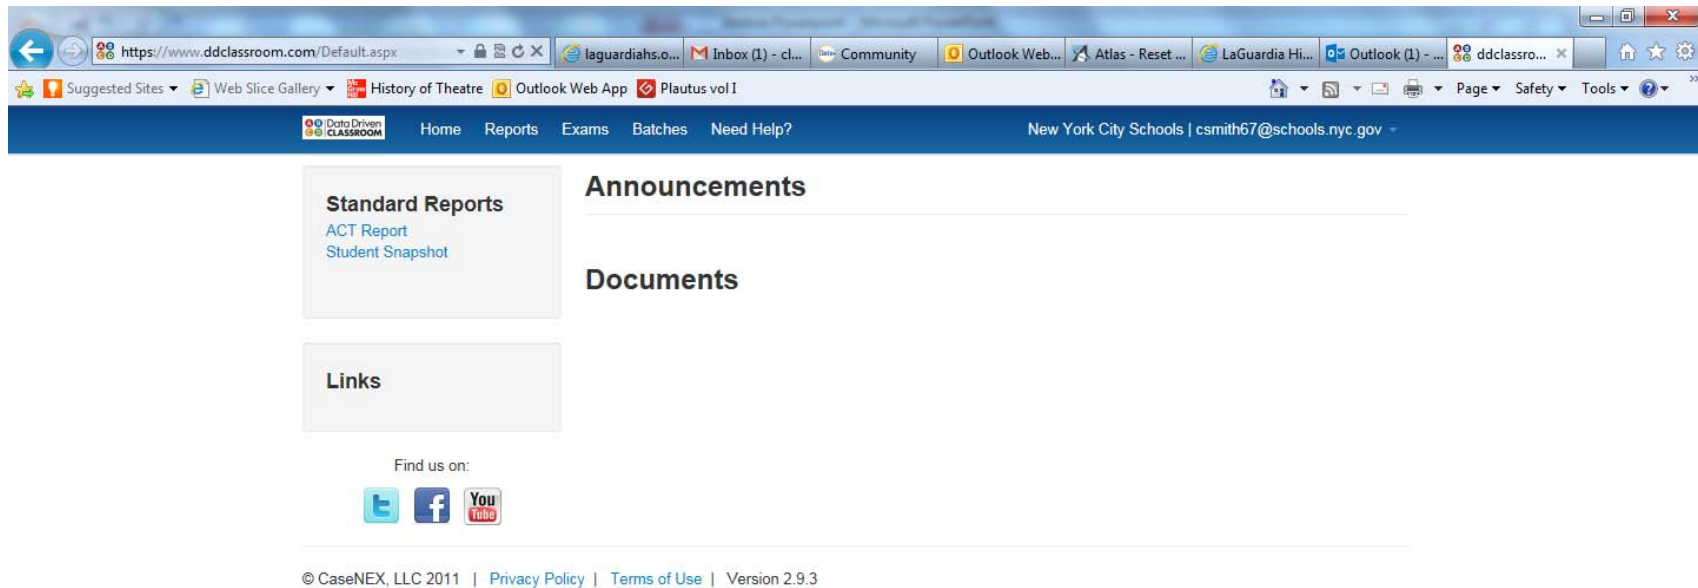 https://www.ddclassroom.com/Default.aspx laguardiahs.o... Inbox (1) - cl... Community Outlook Web... Atlas - Reset ... LaGuardia Hi... Outlook (1) - ... ddclassro...
Suggested Sites Web Slice Gallery History of Theatre Outlook Web App Plautus vol I Page Safety Tools
Data Driven CLASSROOM Home Reports Exams Batches Need Help? New York City Schools | csmith67@schools.nyc.gov
Standard Reports
ACT Report
Student Snapshot
Announcements
Documents
Links
Find us on:
You Tube
© CaseNEX, LLC 2011 | Privacy Policy | Terms of Use | Version 2.9.3